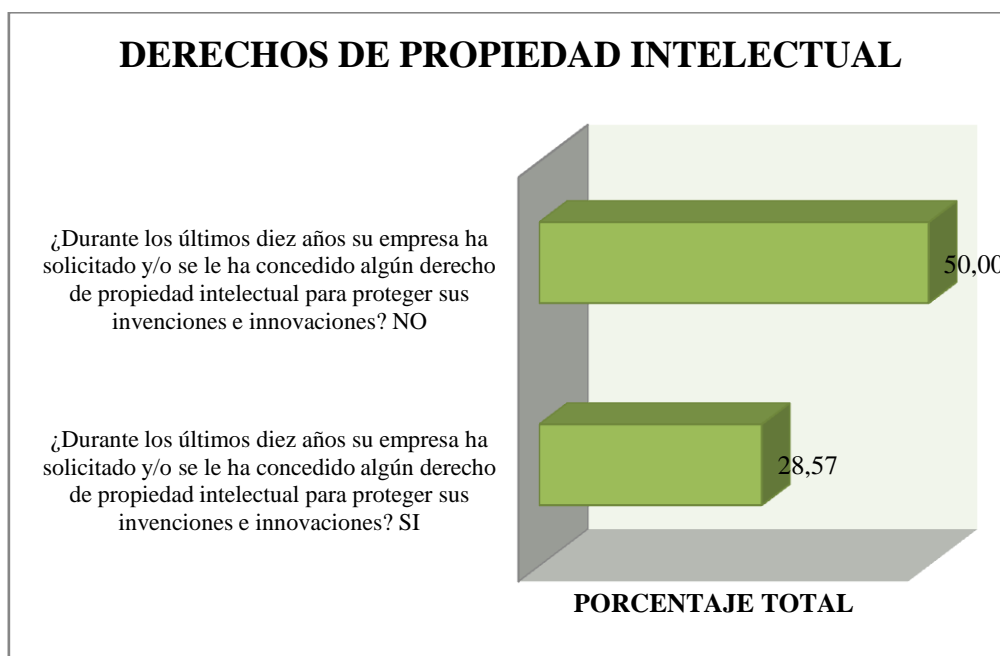 DERECHOS DE PROPIEDAD INTELECTUAL
¿Durante los últimos diez años su empresa ha
solicitado y/o se le ha concedido algún derecho
de propiedad intelectual para proteger sus
invenciones e innovaciones? NO
50,00
¿Durante los últimos diez años su empresa ha
solicitado y/o se le ha concedido algún derecho
de propiedad intelectual para proteger sus
invenciones e innovaciones? SI
28,57
PORCENTAJE TOTAL